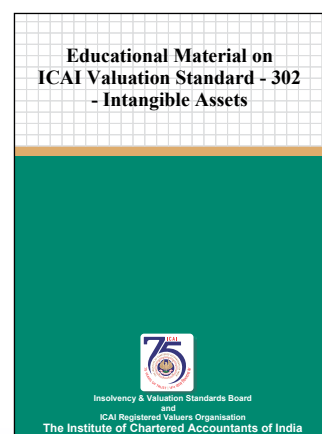 Educational Material on
ICAI Valuation Standard - 302
- Intangible Assets
ICAI
75
Insolvency & Valuation Standards Board
and
ICAI Registered Valuers Organisation
The Institute of Chartered Accountants of India